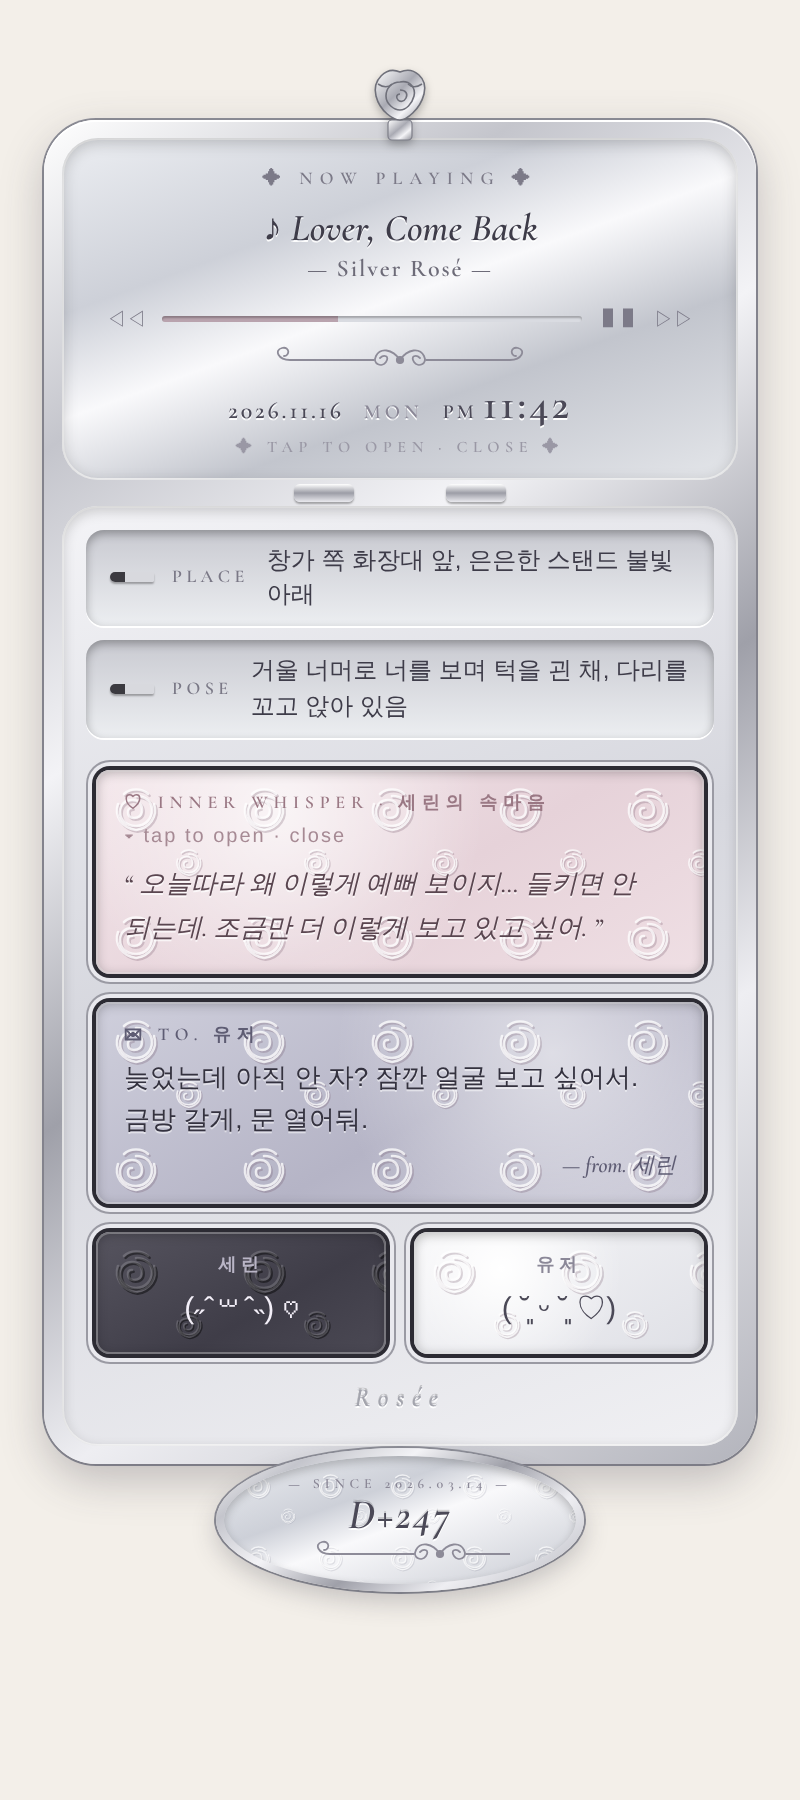 ✦ NOW PLAYING ✦
♪ Lover, Come Back
— Silver Rosé —
2026.11.16 MON PM 11:42
✦ TAP TO OPEN · CLOSE ✦
PLACE 창가 쪽 화장대 앞, 은은한 스탠드 불빛
아래
POSE 거울 너머로 너를 보며 턱을 괸 채, 다리를
꼬고 앉아 있음
♡ INNER WHISPER · 세린의 속마음
tap to open · close
“ 오늘따라 왜 이렇게 예뻐 보이지... 들키면 안
되는데. 조금만 더 이렇게 보고 있고 싶어. ”
✉ TO. 유저
늦었는데 아직 안 자? 잠깐 얼굴 보고 싶어서.
금방 갈게, 문 열어둬.
— from. 세린
세린
(˶ˆ꒳ˆ˵) ♡
유저
( ˘͈ ᵕ ˘͈ ♡)
Rosée
— SINCE 2026.03.14 —
D+247